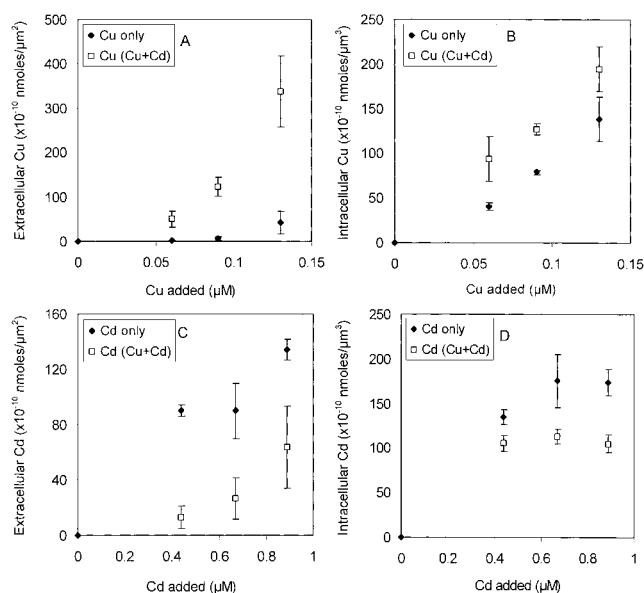 Extracellular Cu (x10⁻¹⁰ nmoles/µm²)
500
400
300
200
100
0
◆ Cu only
□ Cu (Cu+Cd)
A
0 0.05 0.1 0.15
Cu added (µM)
Intracellular Cu (x10⁻¹⁰ nmoles/µm³)
250
200
150
100
50
0
◆ Cu only
□ Cu (Cu+Cd)
B
0 0.05 0.1 0.15
Cu added (µM)
Extracellular Cd (x10⁻¹⁰ nmoles/µm²)
160
120
80
40
0
◆ Cd only
□ Cd (Cu+Cd)
C
0 0.2 0.4 0.6 0.8 1
Cd added (µM)
Intracellular Cd (x10⁻¹⁰ nmoles/µm³)
250
200
150
100
50
0
◆ Cd only
□ Cd (Cu+Cd)
D
0 0.2 0.4 0.6 0.8 1
Cd added (µM)